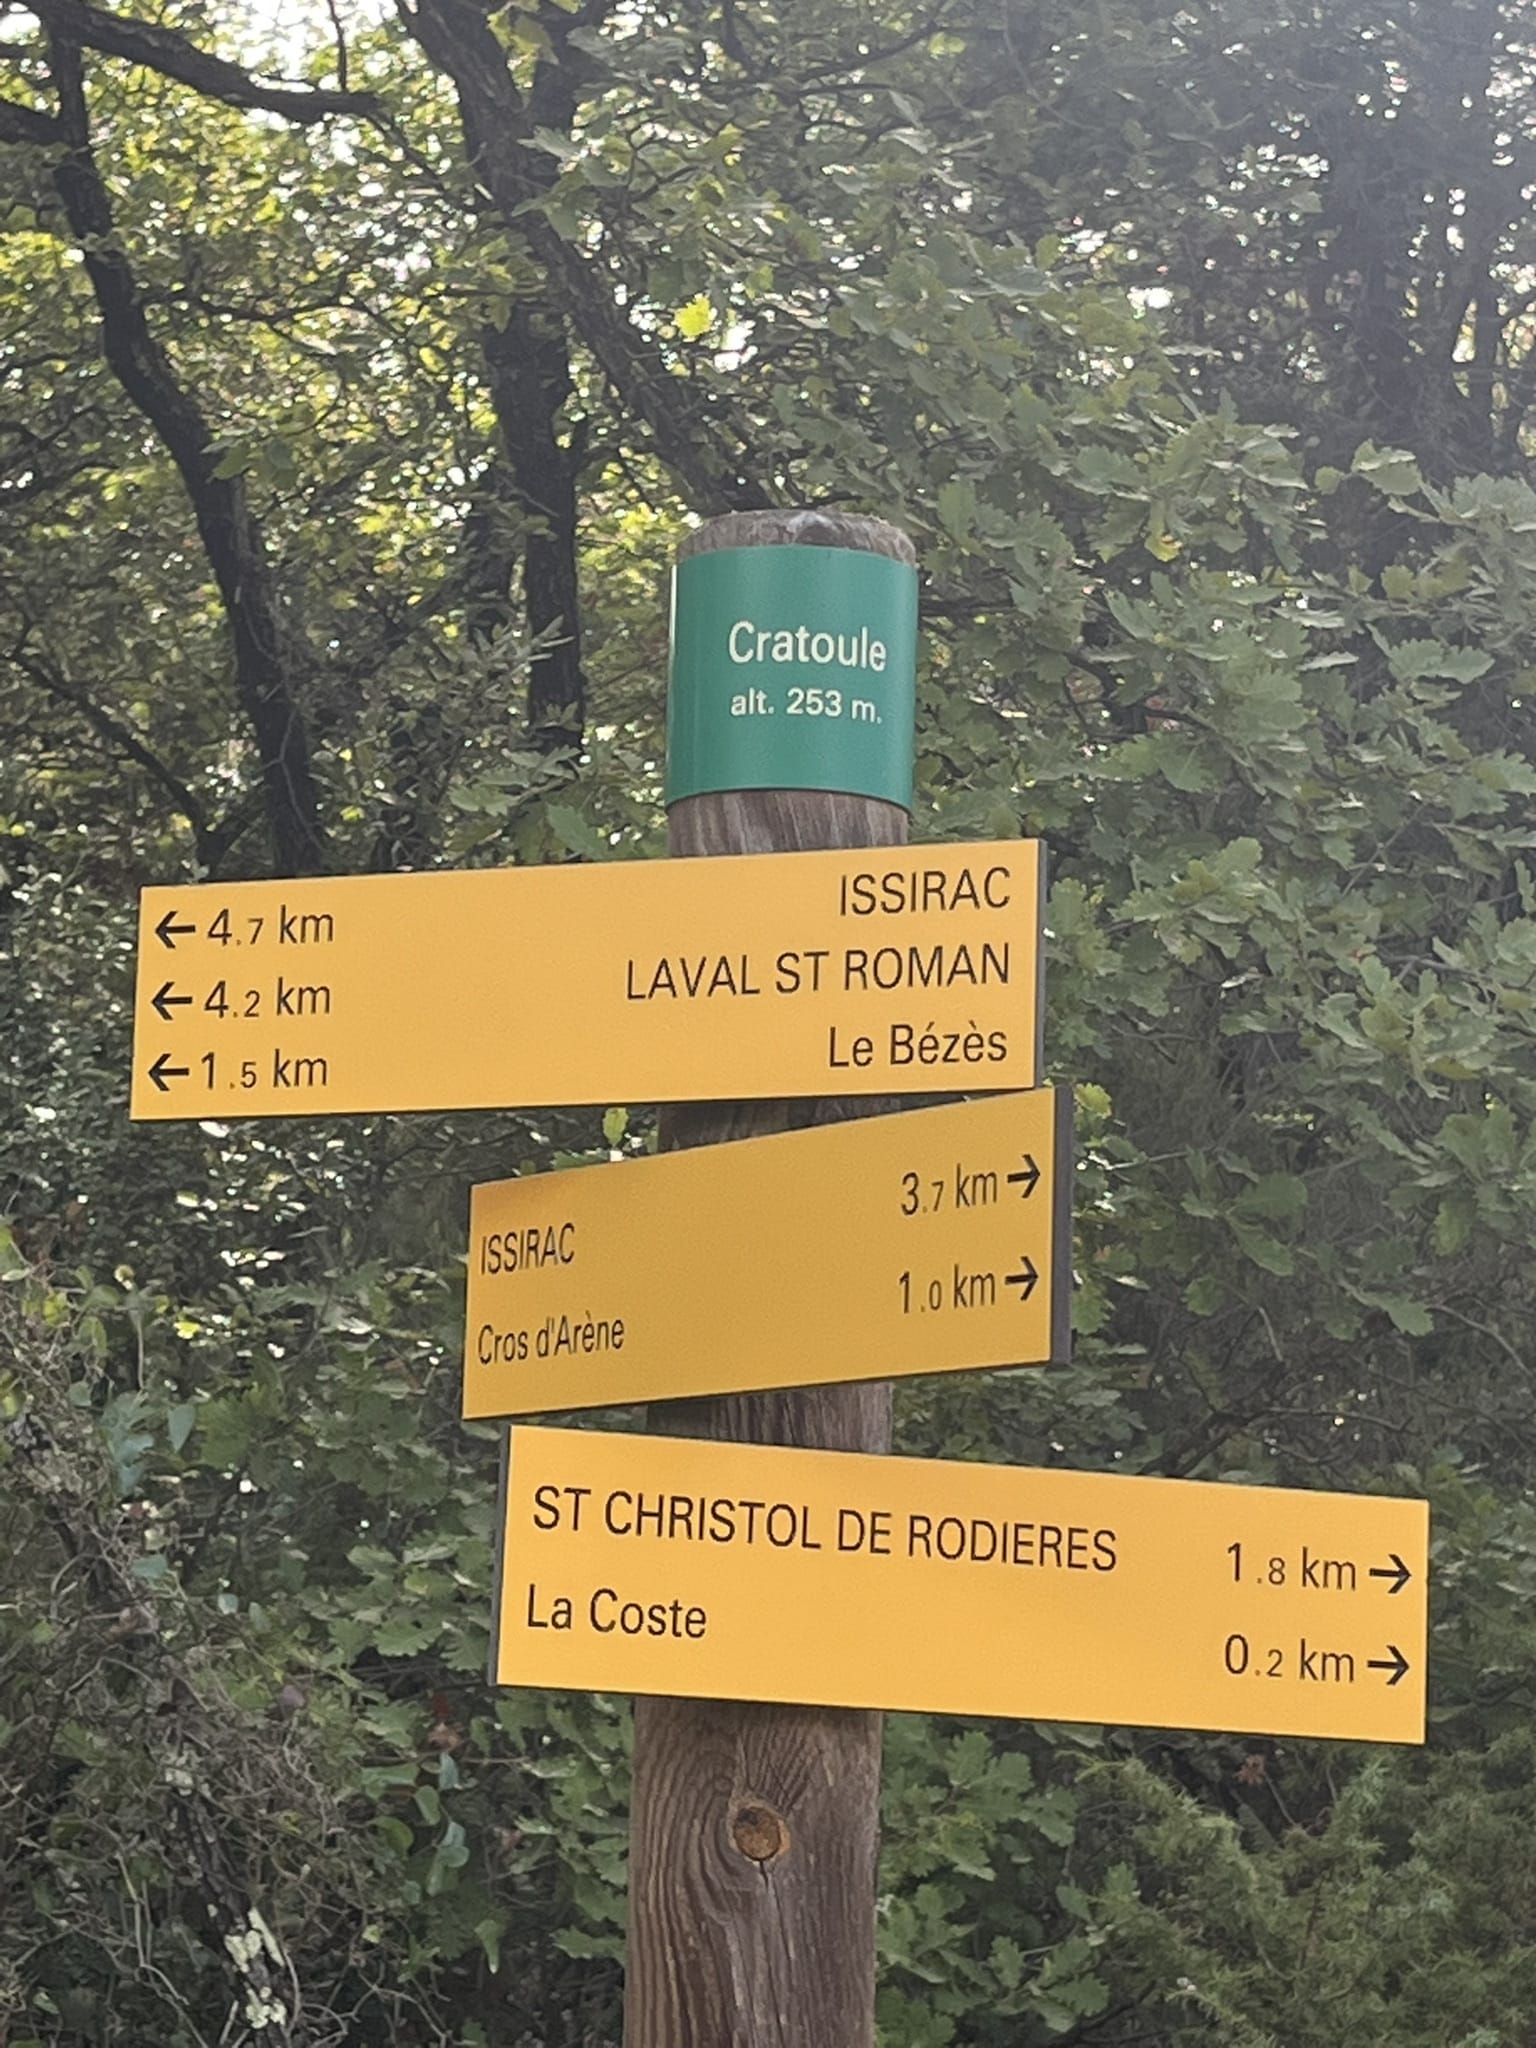 Cratoule
alt. 253 m.
← 4.7 km ISSIRAC
← 4.2 km LAVAL ST ROMAN
← 1.5 km Le Bézès
ISSIRAC 3.7 km →
Cros d'Arène 1.0 km →
ST CHRISTOL DE RODIERES 1.8 km →
La Coste 0.2 km →